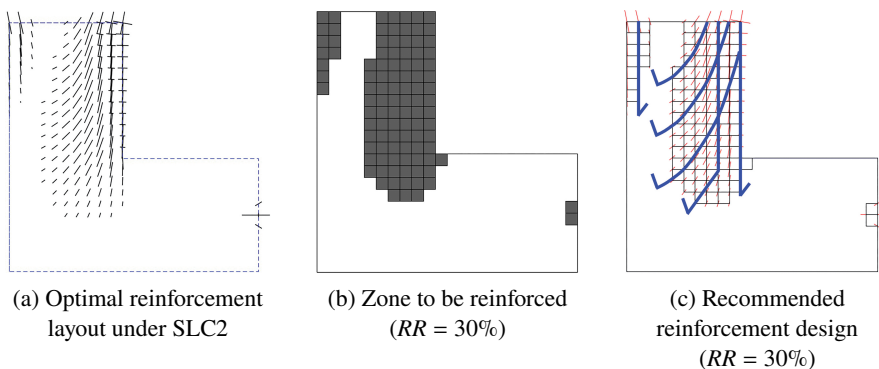 (a) Optimal reinforcement
layout under SLC2
(b) Zone to be reinforced
(RR = 30%)
(c) Recommended
reinforcement design
(RR = 30%)